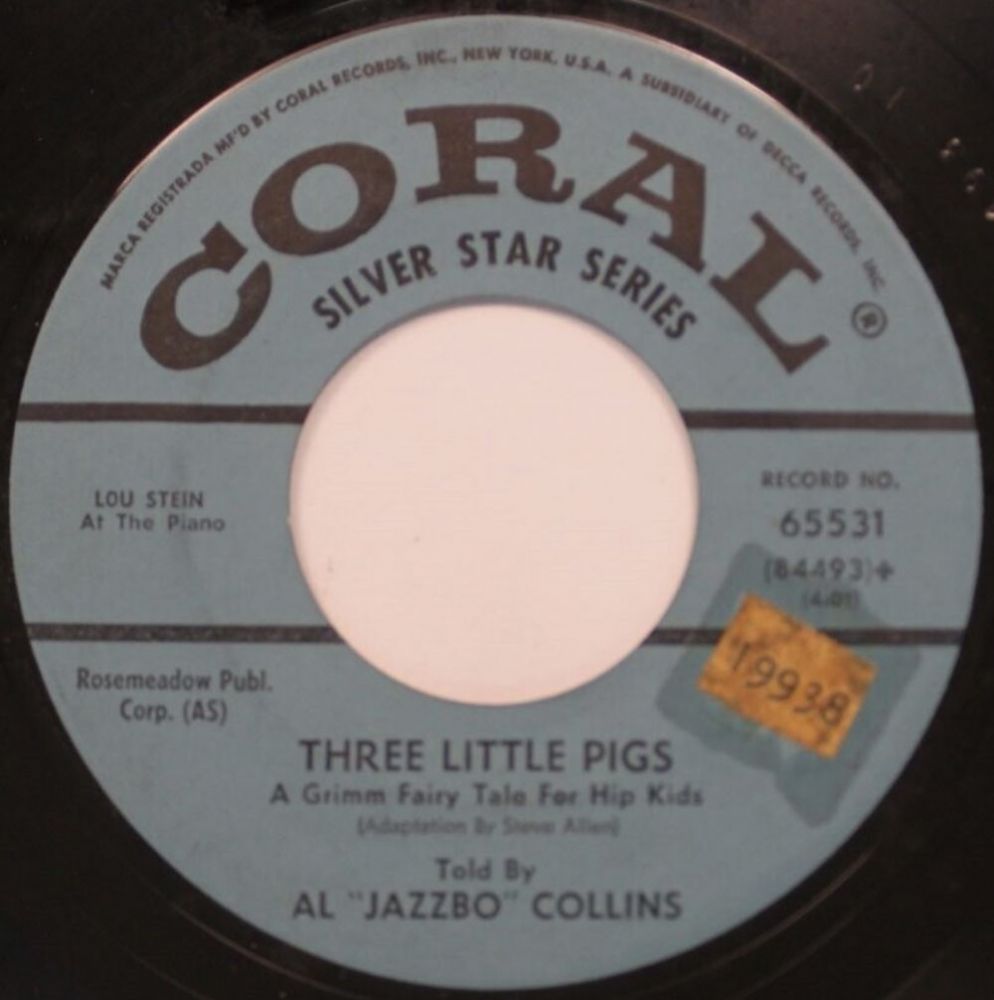 MARCA REGISTRADA MF'D BY CORAL RECORDS, INC., NEW YORK, U.S.A. A SUBSIDIARY OF DECCA RECORDS, INC.
CORAL ®
SILVER STAR SERIES
LOU STEIN
At The Piano
RECORD NO.
65531
(84493)+
Rosemeadow Publ.
Corp. (AS)
19938
THREE LITTLE PIGS
A Grimm Fairy Tale For Hip Kids
(Adaptation By Steve Allen)
Told By
AL "JAZZBO" COLLINS